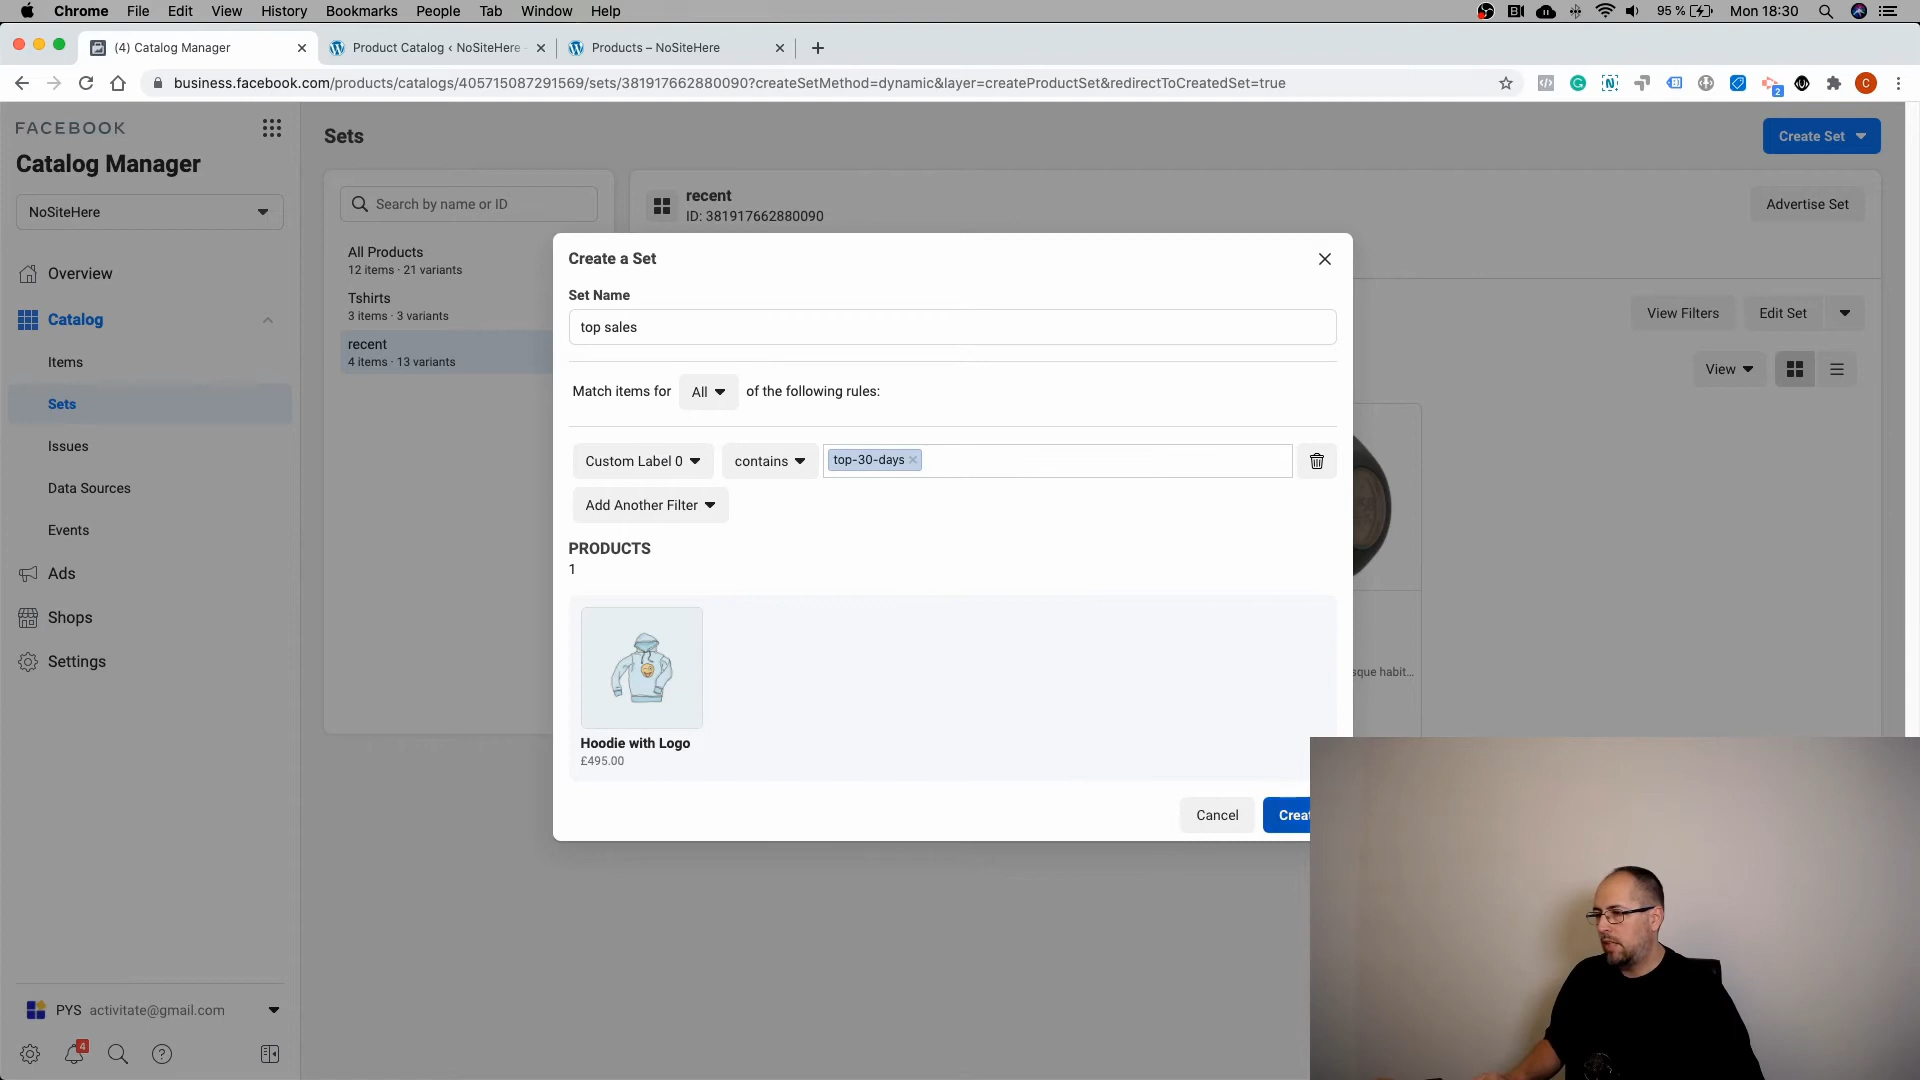 Chrome File Edit View History Bookmarks People Tab Window Help
95 % Mon 18:30
(4) Catalog Manager
Product Catalog ‹ NoSiteHere
Products – NoSiteHere
business.facebook.com/products/catalogs/405715087291569/sets/381917662880090?createSetMethod=dynamic&layer=createProductSet&redirectToCreatedSet=true
C
2
FACEBOOK
Catalog Manager
NoSiteHere
Overview
Catalog
Items
Sets
Issues
Data Sources
Events
Ads
Shops
Settings
PYS activitate@gmail.com
4
Sets
Create Set
Search by name or ID
All Products
12 items · 21 variants
Tshirts
3 items · 3 variants
recent
4 items · 13 variants
recent
ID: 381917662880090
Advertise Set
View Filters
Edit Set
View
Create a Set
Set Name
top sales
Match items for All of the following rules:
Custom Label 0 contains top-30-days
Add Another Filter
PRODUCTS
1
Hoodie with Logo
£495.00
Cancel
Creat
sque habit...